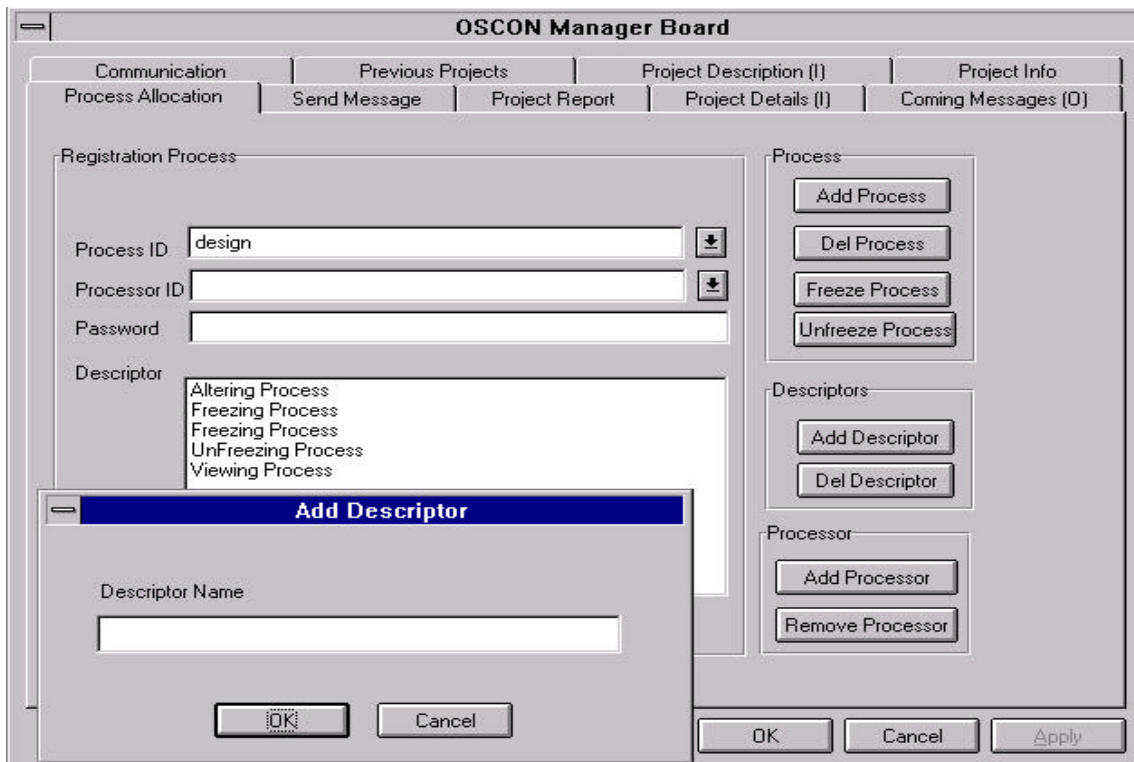 OSCON Manager Board
Communication Previous Projects Project Description (I) Project Info
Process Allocation Send Message Project Report Project Details (I) Coming Messages (O)
Registration Process
Process ID design
Processor ID
Password
Descriptor
Altering Process
Freezing Process
Freezing Process
UnFreezing Process
Viewing Process
Process
Add Process
Del Process
Freeze Process
Unfreeze Process
Descriptors
Add Descriptor
Del Descriptor
Processor
Add Processor
Remove Processor
Add Descriptor
Descriptor Name
OK Cancel
OK Cancel Apply